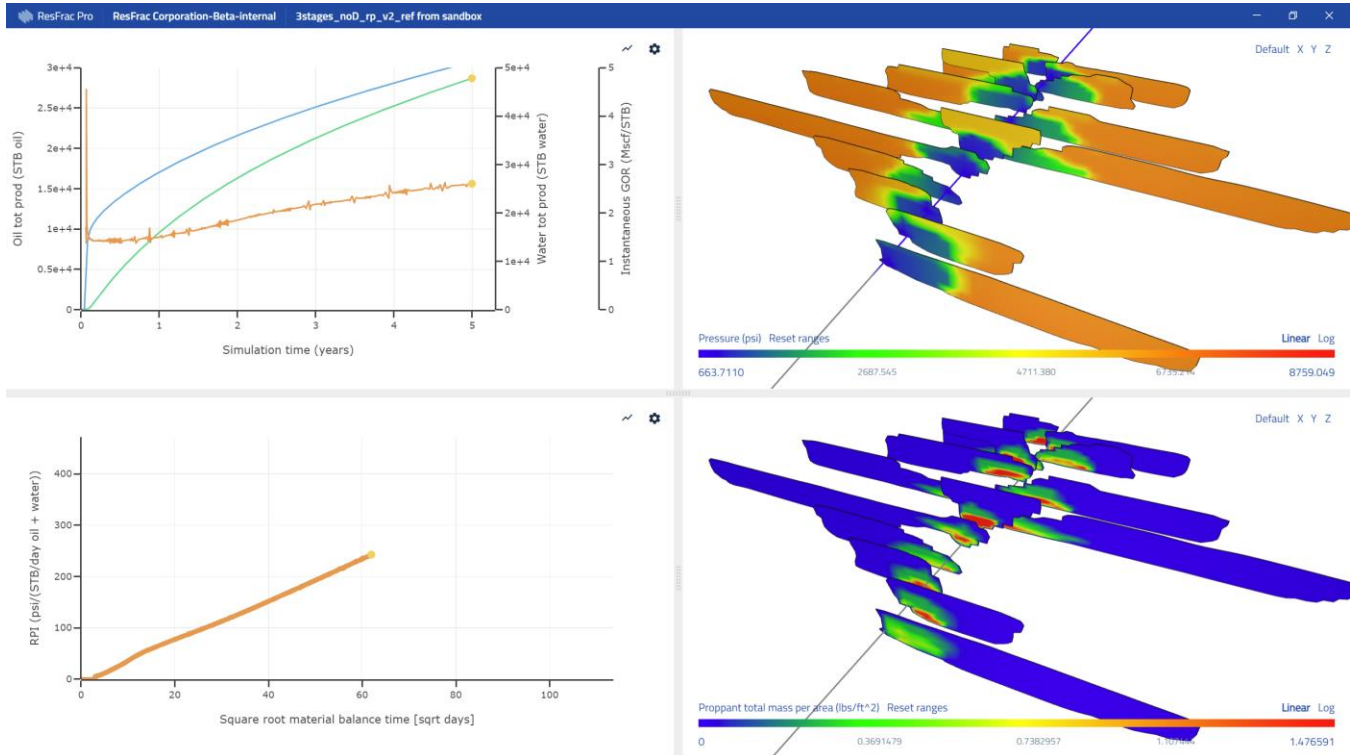 ResFrac Pro ResFrac Corporation-Beta-internal 3stages_noD_rp_v2_ref from sandbox
Default X Y Z
3e+4
2.5e+4
2e+4
1.5e+4
1e+4
0.5e+4
0
Oil tot prod (STB oil)
5e+4
4e+4
3e+4
2e+4
1e+4
0
Water tot prod (STB water)
5
4
3
2
1
0
Instantaneous GOR (Mscf/STB)
0 1 2 3 4 5
Simulation time (years)
Pressure (psi) Reset ranges Linear Log
663.7110 2687.545 4711.380 6735.214 8759.049
Default X Y Z
400
300
200
100
0
RPI (psi/(STB/day oil + water))
0 20 40 60 80 100
Square root material balance time [sqrt days]
Proppant total mass per area (lbs/ft^2) Reset ranges Linear Log
0 0.3691479 0.7382957 1.107444 1.476591